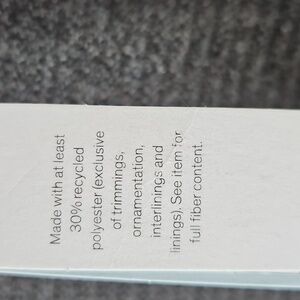 Made with at least
30% recycled
polyester (exclusive
of trimmings,
ornamentation,
interlinings and
linings). See item for
full fiber content.